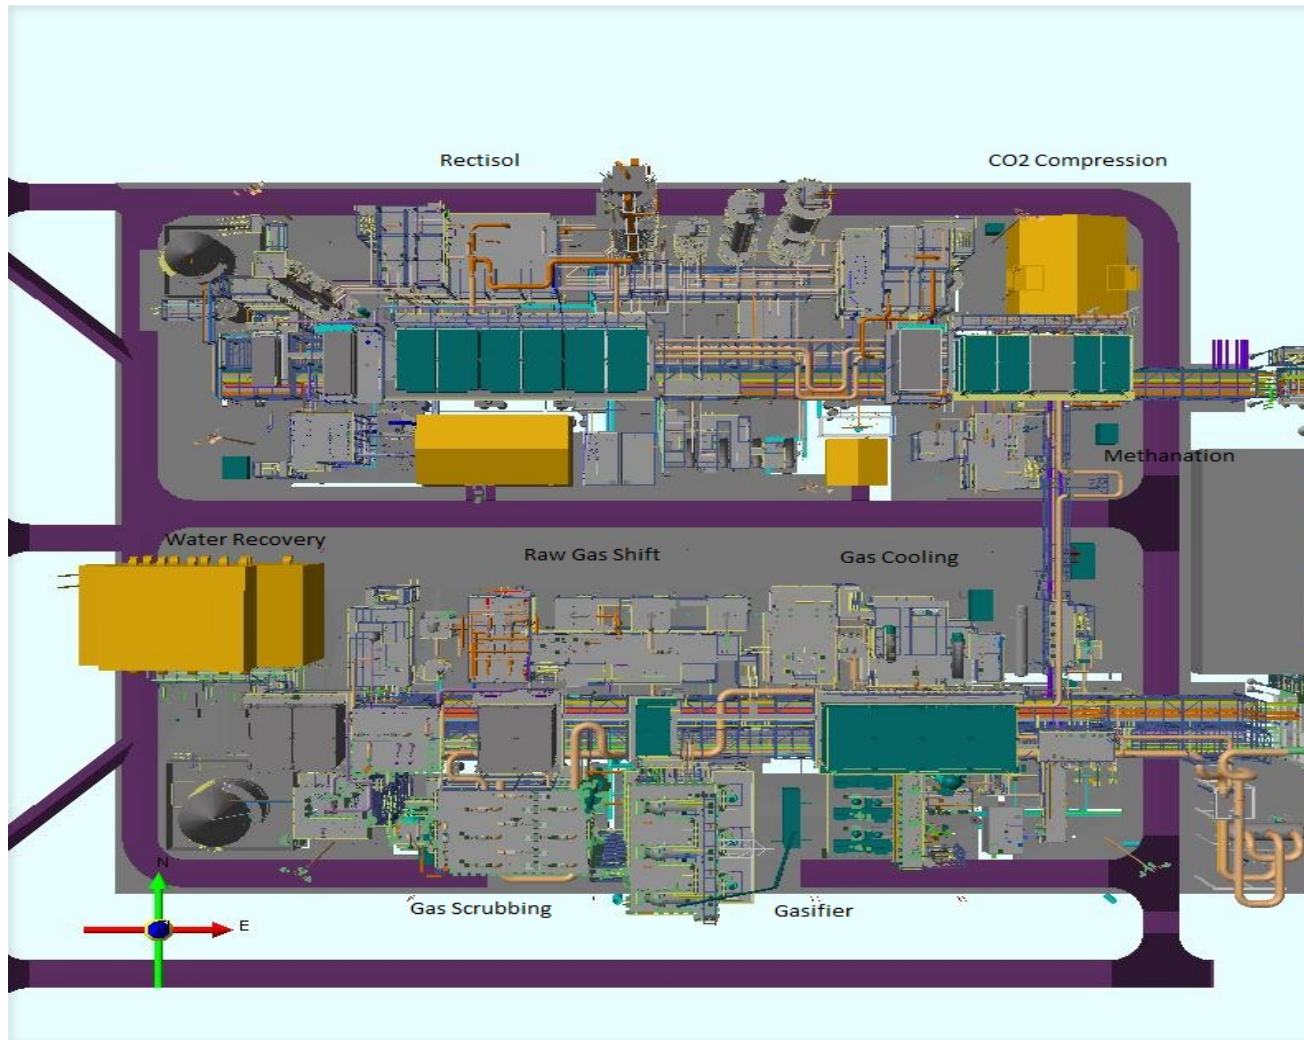 Rectisol
CO2 Compression
Methanation
Water Recovery
Raw Gas Shift
Gas Cooling
N
E
Gas Scrubbing
Gasifier